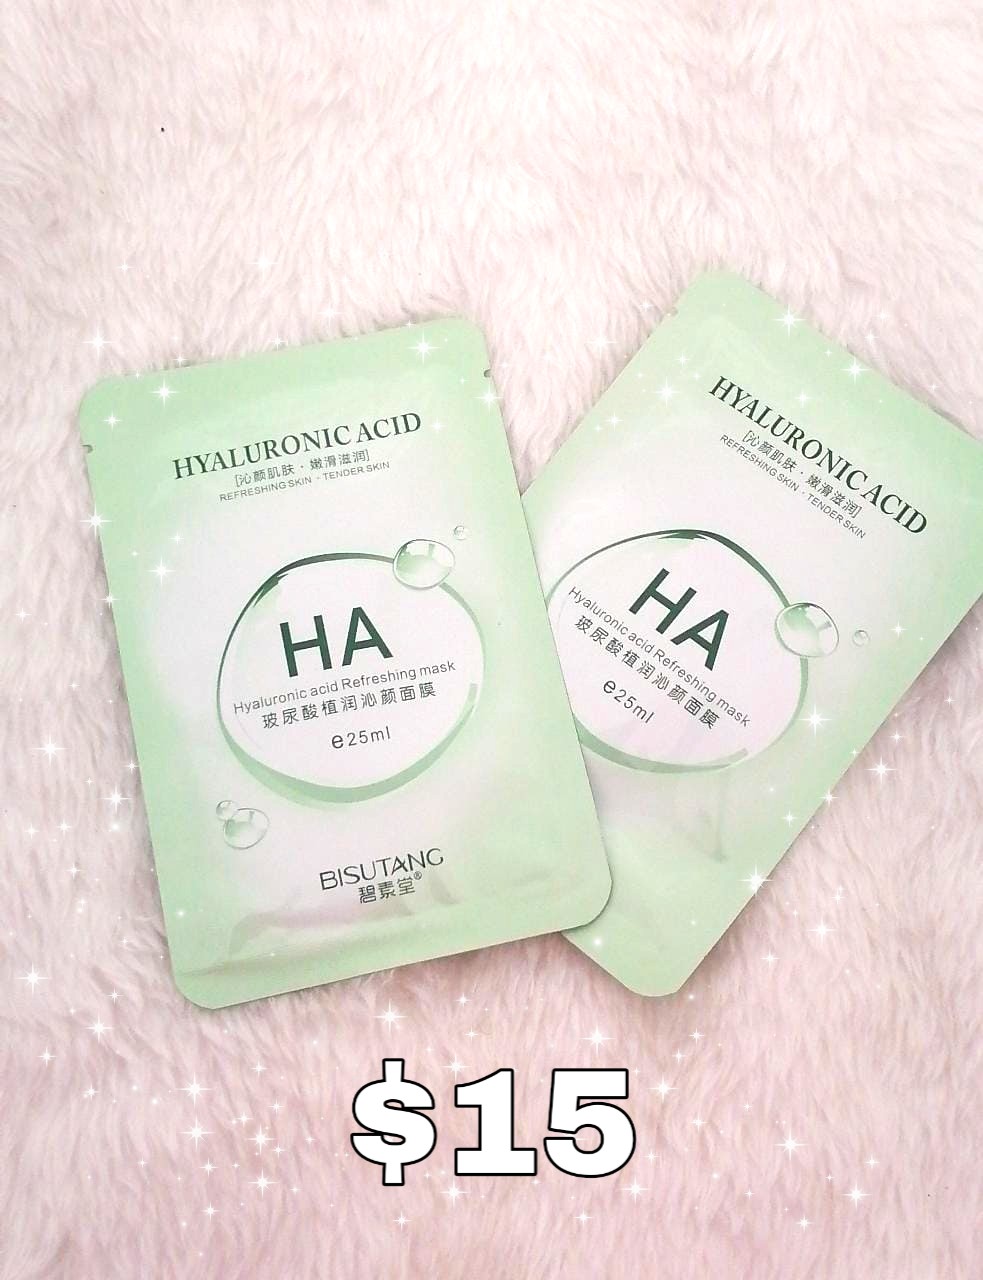 HYALURONIC ACID
[沁颜肌肤·嫩滑滋润]
REFRESHING SKIN · TENDER SKIN
HA
Hyaluronic acid Refreshing mask
玻尿酸植润沁颜面膜
e25ml
BISUTANG
碧素堂®
HYALURONIC ACID
[沁颜肌肤·嫩滑滋润]
REFRESHING SKIN · TENDER SKIN
HA
Hyaluronic acid Refreshing mask
玻尿酸植润沁颜面膜
e25ml
$15